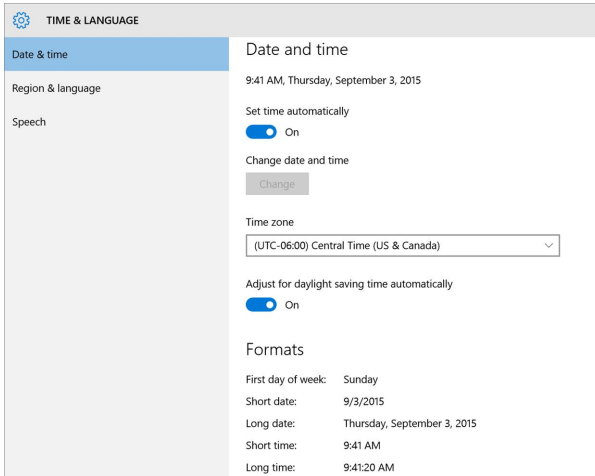 TIME & LANGUAGE
Date & time
Region & language
Speech
Date and time
9:41 AM, Thursday, September 3, 2015
Set time automatically
On
Change date and time
Change
Time zone
(UTC-06:00) Central Time (US & Canada)
Adjust for daylight saving time automatically
On
Formats
First day of week: Sunday
Short date: 9/3/2015
Long date: Thursday, September 3, 2015
Short time: 9:41 AM
Long time: 9:41:20 AM